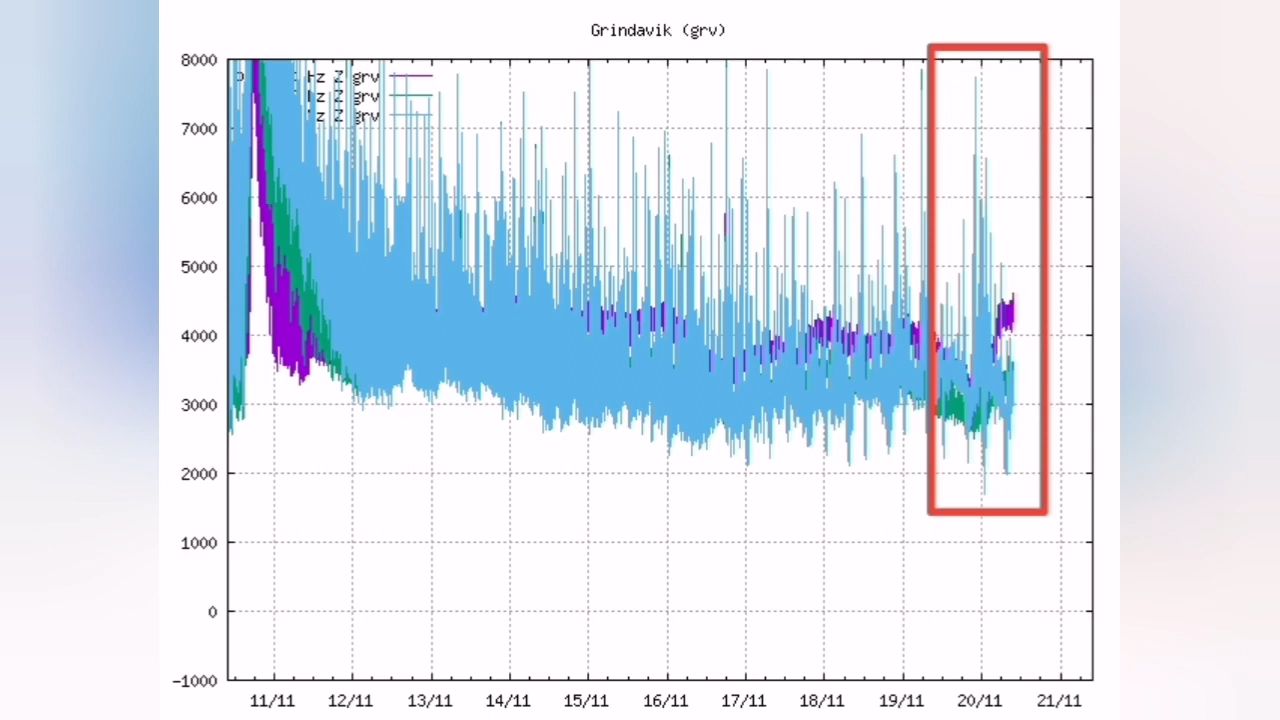 Grindavik (grv)
8000
7000
6000
5000
4000
3000
2000
1000
0
-1000
Hz Z grv
Z grv
Z grv
11/11 12/11 13/11 14/11 15/11 16/11 17/11 18/11 19/11 20/11 21/11